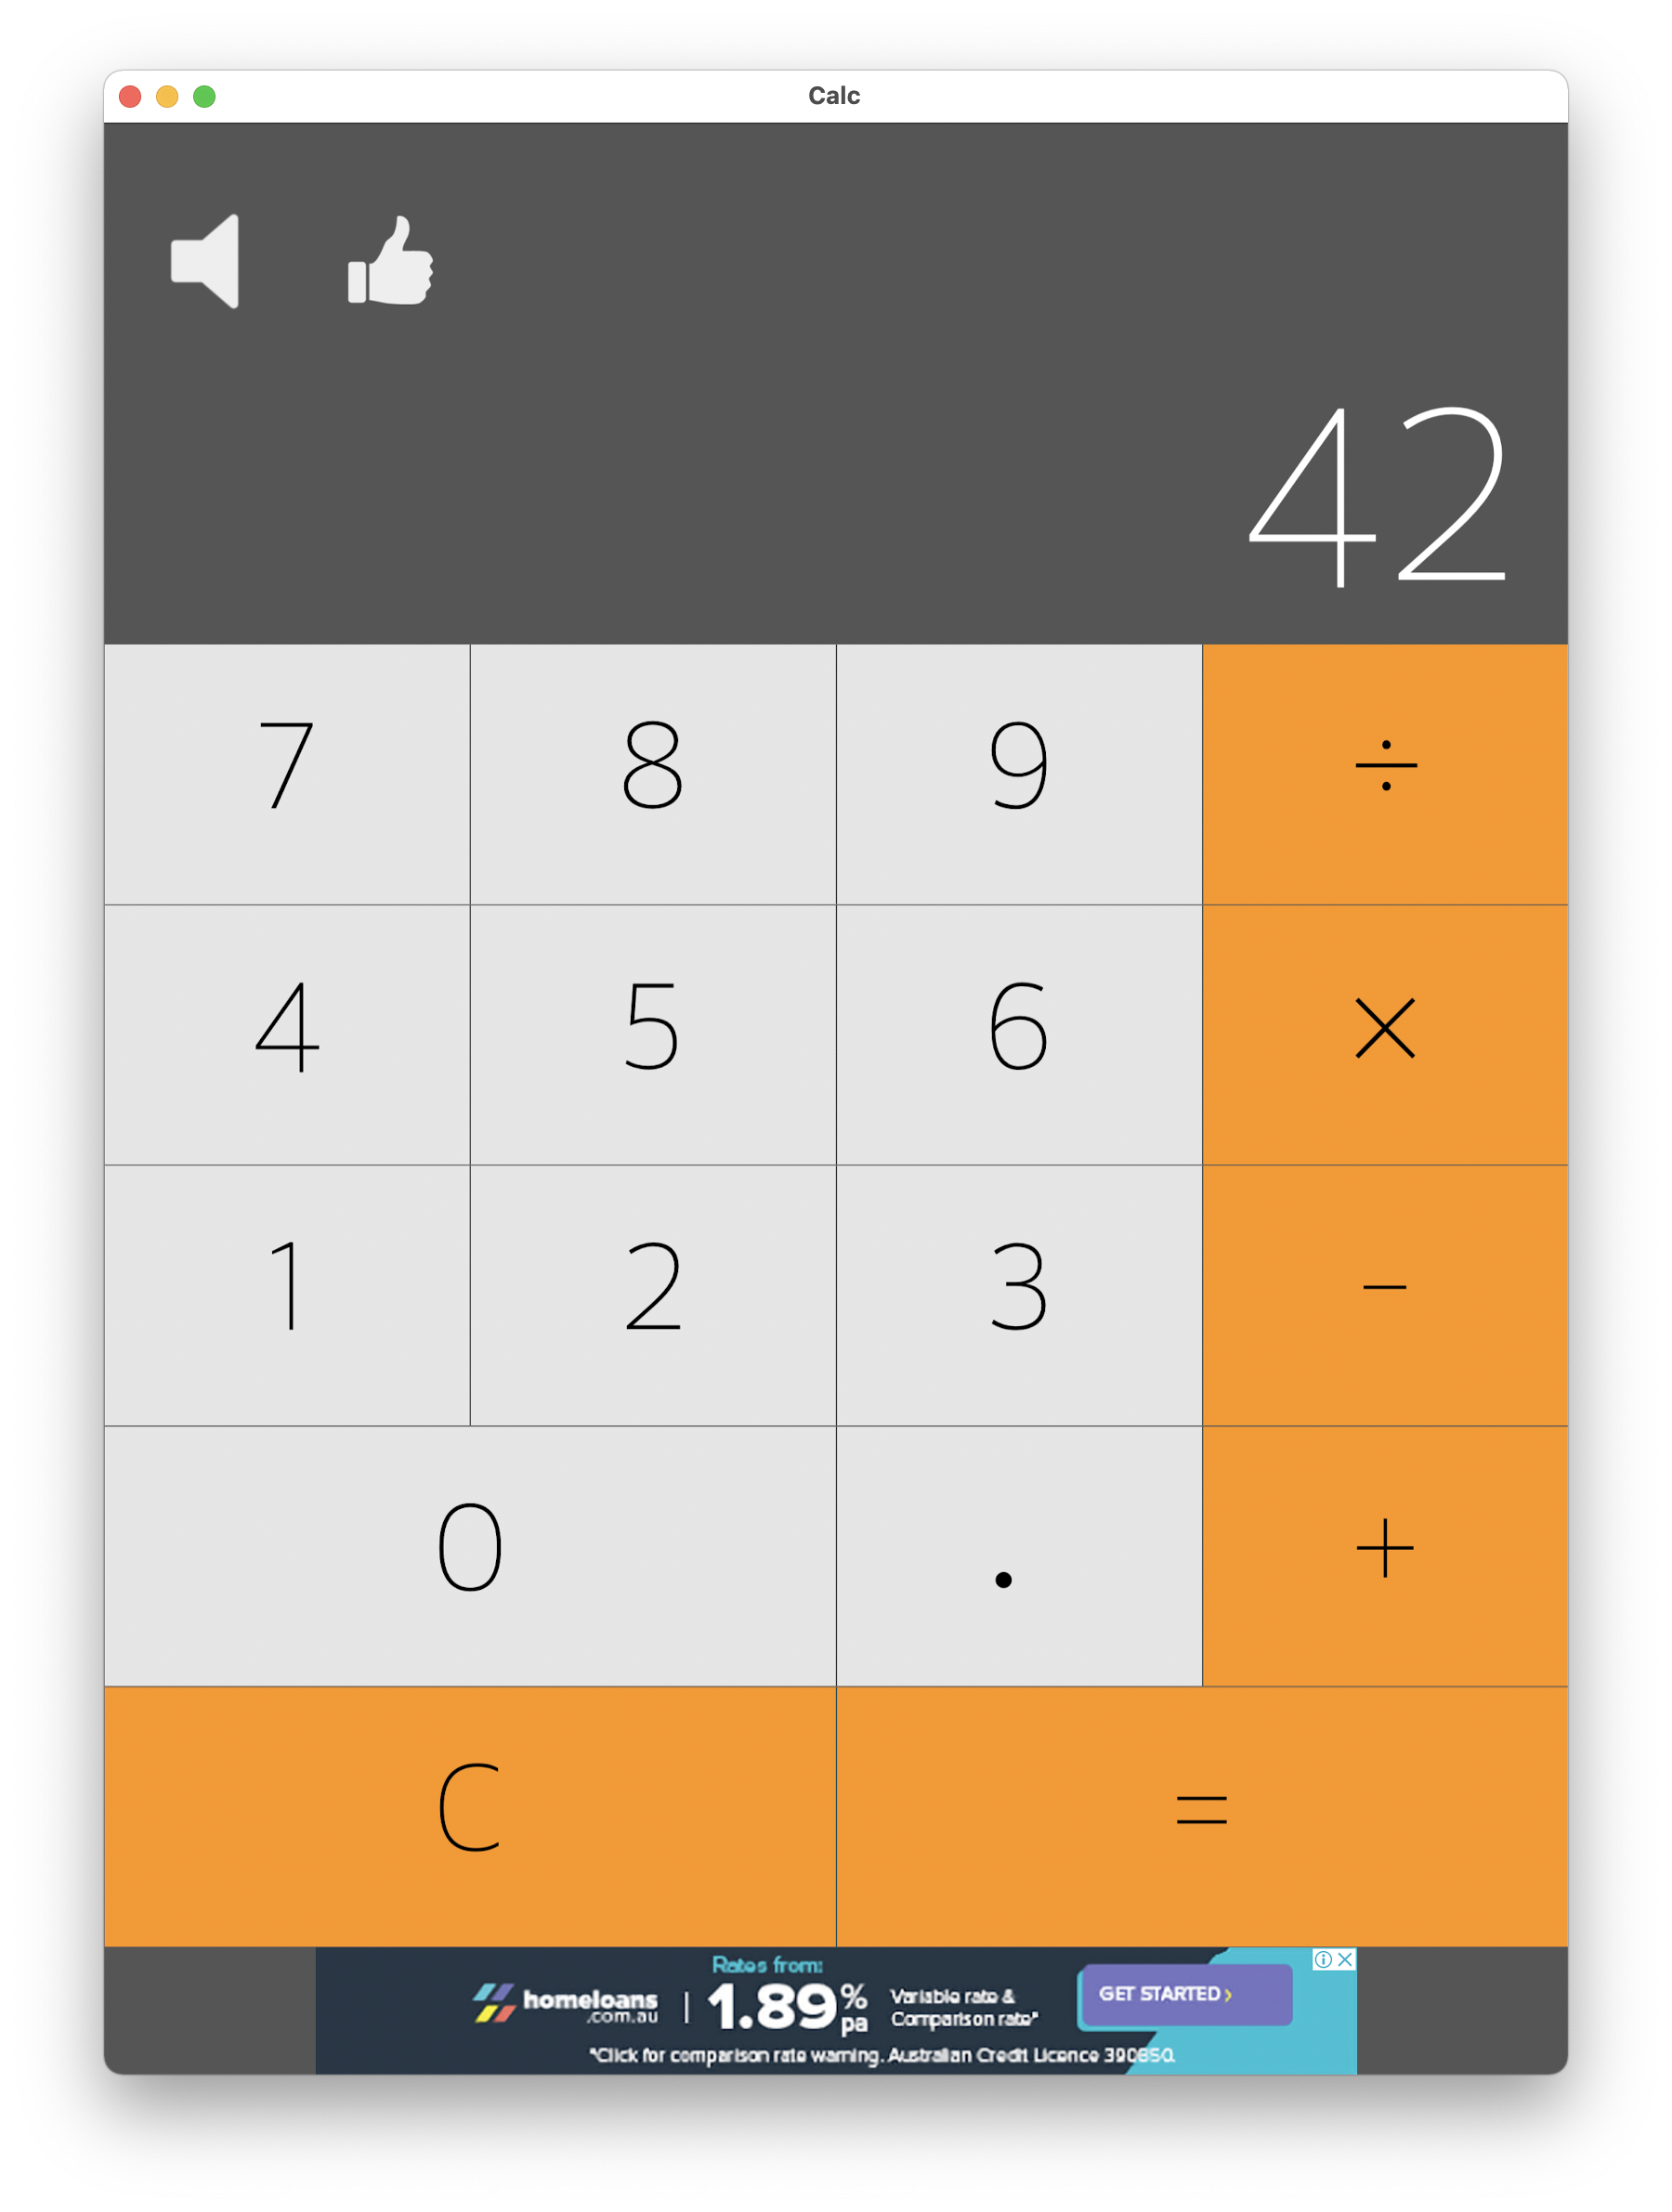 Calc
42
7 8 9 ÷
4 5 6 ×
1 2 3 −
0 . +
C =
Rates from:
homeloans
.com.au
1.89% pa
Variable rate &
Comparison rate*
GET STARTED ›
*Click for comparison rate warning. Australian Credit Licence 390850.